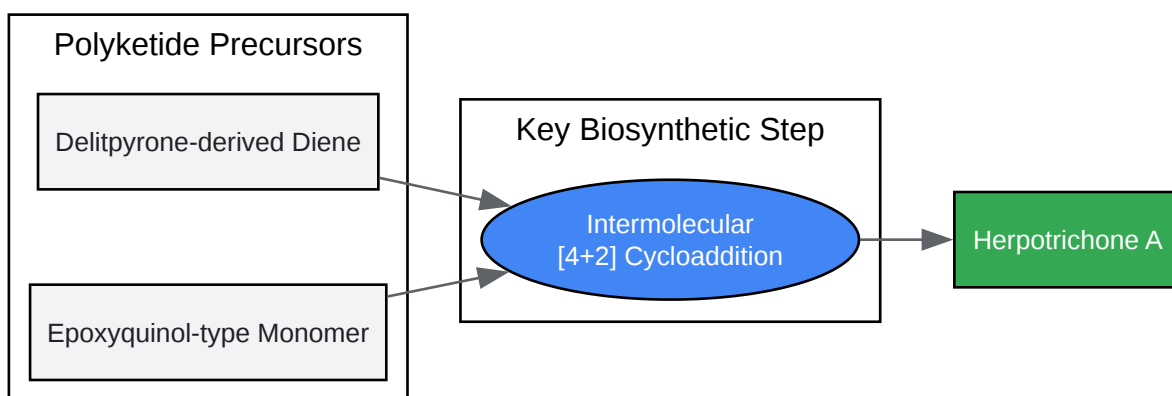 Polyketide Precursors
Delitpyrone-derived Diene
Epoxyquinol-type Monomer
Key Biosynthetic Step
Intermolecular
[4+2] Cycloaddition
Herpotrichone A